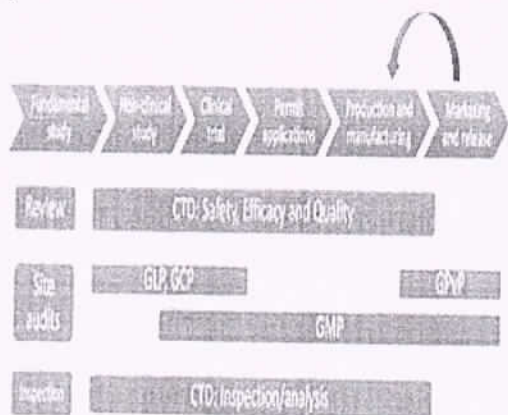 Fundamental
study
Non-clinical
study
Clinical
trial
Permit
applications
Production and
manufacturing
Marketing
and release
Review
CTD: Safety, Efficacy and Quality
Site
audits
GLP, GCP
GPvP
GMP
Inspection
CTD: Inspection/analysis